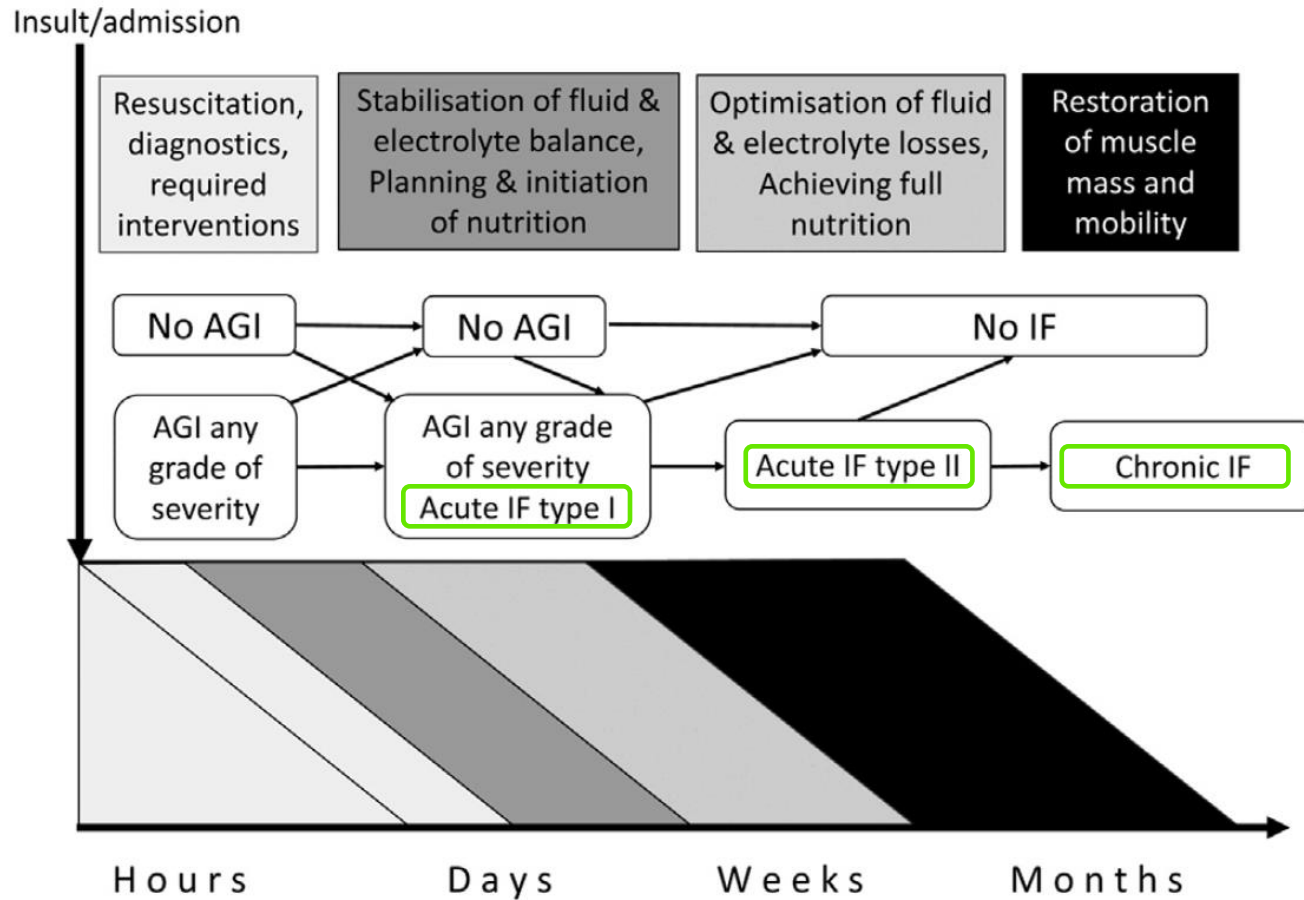 Insult/admission
Resuscitation,
diagnostics,
required
interventions
Stabilisation of fluid &
electrolyte balance,
Planning & initiation
of nutrition
Optimisation of fluid
& electrolyte losses,
Achieving full
nutrition
Restoration
of muscle
mass and
mobility
No AGI
No AGI
No IF
AGI any
grade of
severity
AGI any grade
of severity
Acute IF type I
Acute IF type II
Chronic IF
Hours
Days
Weeks
Months